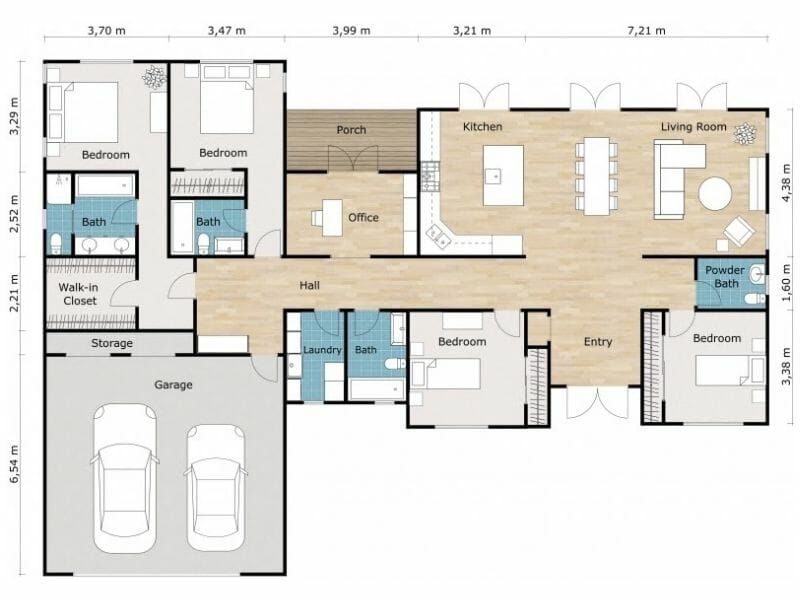 3,70 m
3,47 m
3,99 m
3,21 m
7,21 m
3,29 m
2,52 m
2,21 m
6,54 m
4,38 m
1,60 m
3,38 m
Bedroom
Bedroom
Porch
Kitchen
Living Room
Bath
Bath
Office
Walk-in
Closet
Hall
Powder
Bath
Storage
Laundry
Bath
Bedroom
Entry
Bedroom
Garage